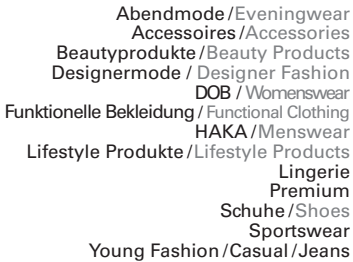 Abendmode/Eveningwear
Accessoires/Accessories
Beautyprodukte/Beauty Products
Designermode / Designer Fashion
DOB / Womenswear
Funktionelle Bekleidung/Functional Clothing
HAKA/Menswear
Lifestyle Produkte/Lifestyle Products
Lingerie
Premium
Schuhe/Shoes
Sportswear
Young Fashion/Casual/Jeans